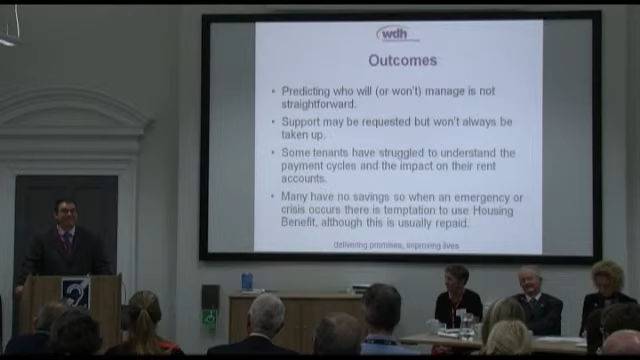 wdh
Outcomes
• Predicting who will (or won't) manage is not
straightforward.
• Support may be requested but won't always be
taken up.
• Some tenants have struggled to understand the
payment cycles and the impact on their rent
accounts.
• Many have no savings so when an emergency or
crisis occurs there is temptation to use Housing
Benefit, although this is usually repaid.
delivering promises, improving lives